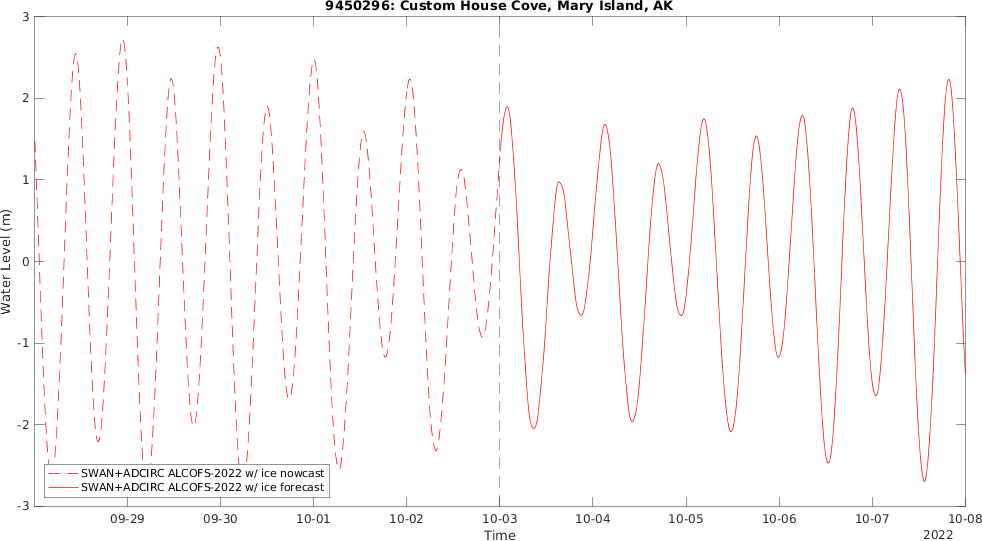 9450296: Custom House Cove, Mary Island, AK
3
2
1
0
-1
-2
-3
Water Level (m)
SWAN+ADCIRC ALCOFS-2022 w/ ice nowcast
SWAN+ADCIRC ALCOFS-2022 w/ ice forecast
09-29 09-30 10-01 10-02 10-03 10-04 10-05 10-06 10-07 10-08
Time
2022